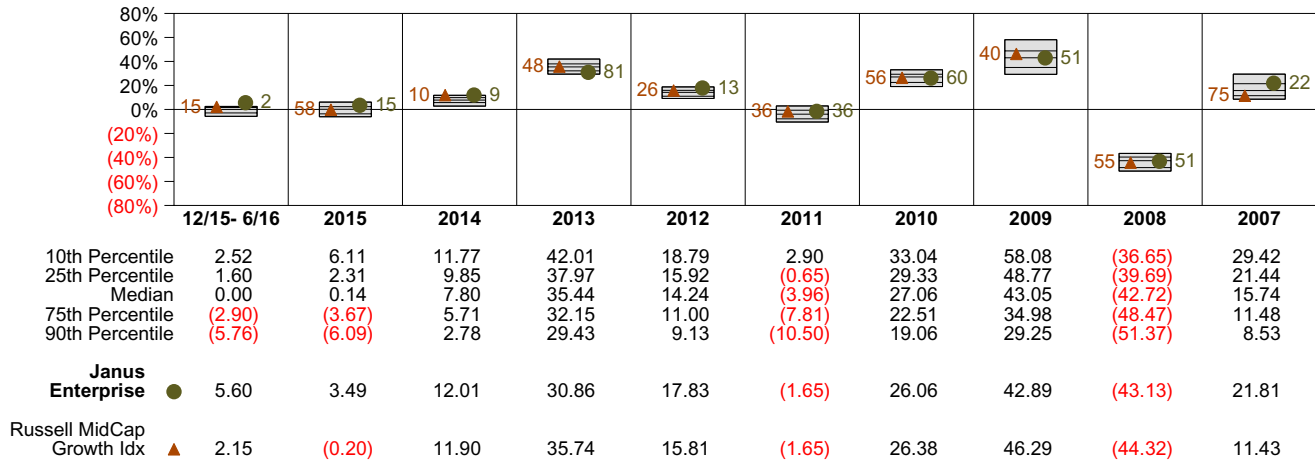 80%
60%
40%
20%
0%
(20%)
(40%)
(60%)
(80%)
15 2 58 15 10 9 48 81 26 13 36 36 56 60 40 51 55 51 75 22
12/15- 6/16 2015 2014 2013 2012 2011 2010 2009 2008 2007
10th Percentile 2.52 6.11 11.77 42.01 18.79 2.90 33.04 58.08 (36.65) 29.42
25th Percentile 1.60 2.31 9.85 37.97 15.92 (0.65) 29.33 48.77 (39.69) 21.44
Median 0.00 0.14 7.80 35.44 14.24 (3.96) 27.06 43.05 (42.72) 15.74
75th Percentile (2.90) (3.67) 5.71 32.15 11.00 (7.81) 22.51 34.98 (48.47) 11.48
90th Percentile (5.76) (6.09) 2.78 29.43 9.13 (10.50) 19.06 29.25 (51.37) 8.53
Janus
Enterprise 5.60 3.49 12.01 30.86 17.83 (1.65) 26.06 42.89 (43.13) 21.81
Russell MidCap
Growth Idx 2.15 (0.20) 11.90 35.74 15.81 (1.65) 26.38 46.29 (44.32) 11.43